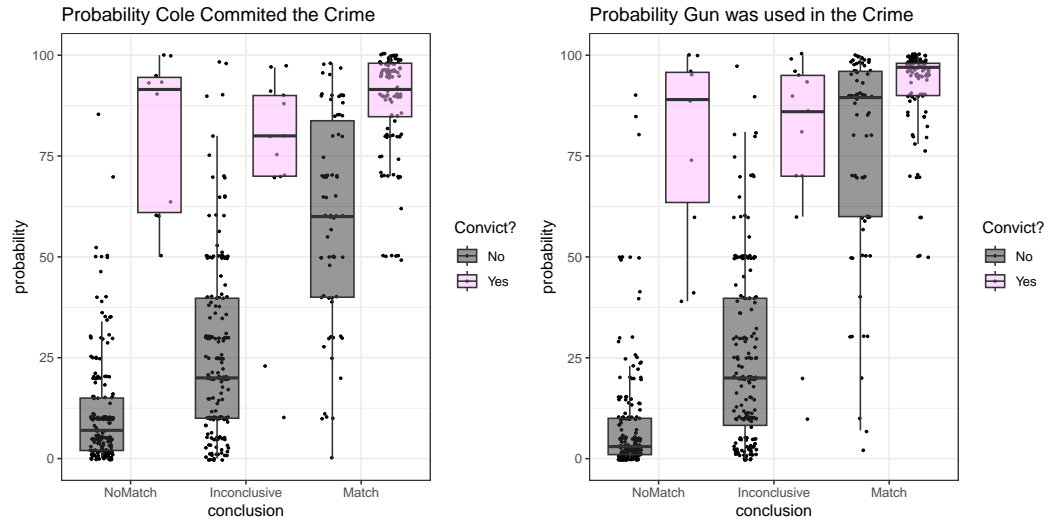 Probability Cole Commited the Crime
100
75
50
25
0
probability
NoMatch
Inconclusive
Match
conclusion
Convict?
No
Yes
Probability Gun was used in the Crime
100
75
50
25
0
probability
NoMatch
Inconclusive
Match
conclusion
Convict?
No
Yes